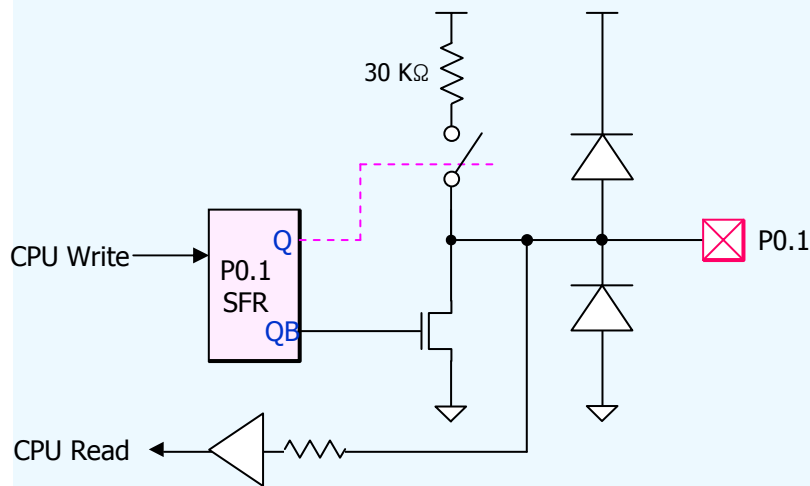 30 KΩ
CPU Write
Q
P0.1
SFR
QB
P0.1
CPU Read